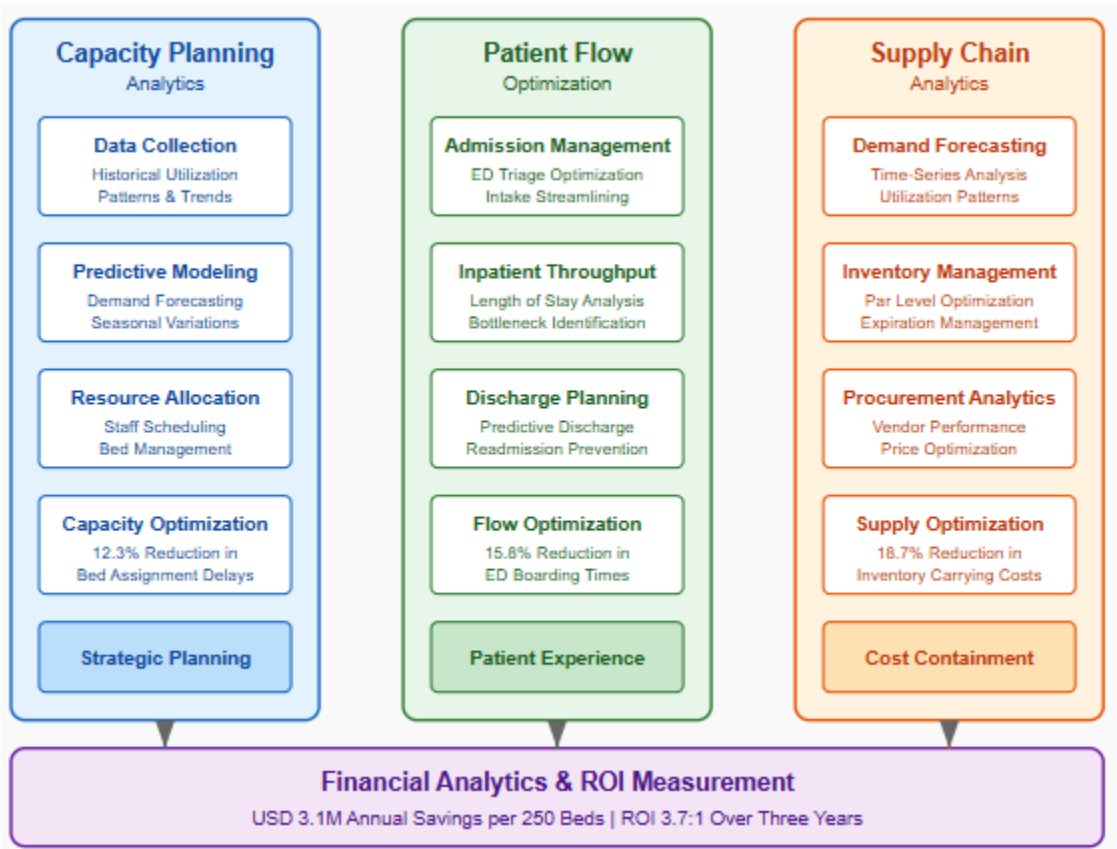 Capacity Planning
Analytics
Data Collection
Historical Utilization
Patterns & Trends
Predictive Modeling
Demand Forecasting
Seasonal Variations
Resource Allocation
Staff Scheduling
Bed Management
Capacity Optimization
12.3% Reduction in
Bed Assignment Delays
Strategic Planning
Patient Flow
Optimization
Admission Management
ED Triage Optimization
Intake Streamlining
Inpatient Throughput
Length of Stay Analysis
Bottleneck Identification
Discharge Planning
Predictive Discharge
Readmission Prevention
Flow Optimization
15.8% Reduction in
ED Boarding Times
Patient Experience
Supply Chain
Analytics
Demand Forecasting
Time-Series Analysis
Utilization Patterns
Inventory Management
Par Level Optimization
Expiration Management
Procurement Analytics
Vendor Performance
Price Optimization
Supply Optimization
18.7% Reduction in
Inventory Carrying Costs
Cost Containment
Financial Analytics & ROI Measurement
USD 3.1M Annual Savings per 250 Beds | ROI 3.7:1 Over Three Years